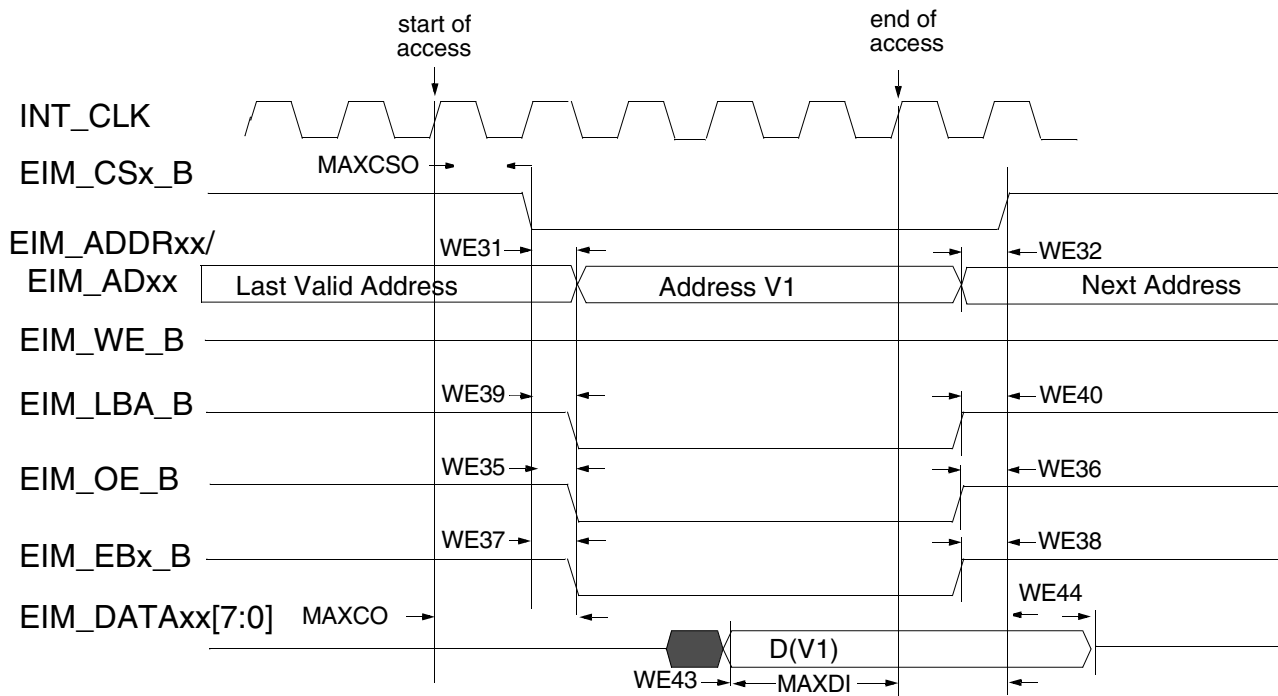 start of
access
end of
access
INT_CLK
EIM_CSx_B
MAXCSO
EIM_ADDRxx/
EIM_ADxx
WE31
WE32
Last Valid Address
Address V1
Next Address
EIM_WE_B
EIM_LBA_B
WE39
WE40
EIM_OE_B
WE35
WE36
EIM_EBx_B
WE37
WE38
EIM_DATAxx[7:0]
MAXCO
WE44
D(V1)
WE43
MAXDI